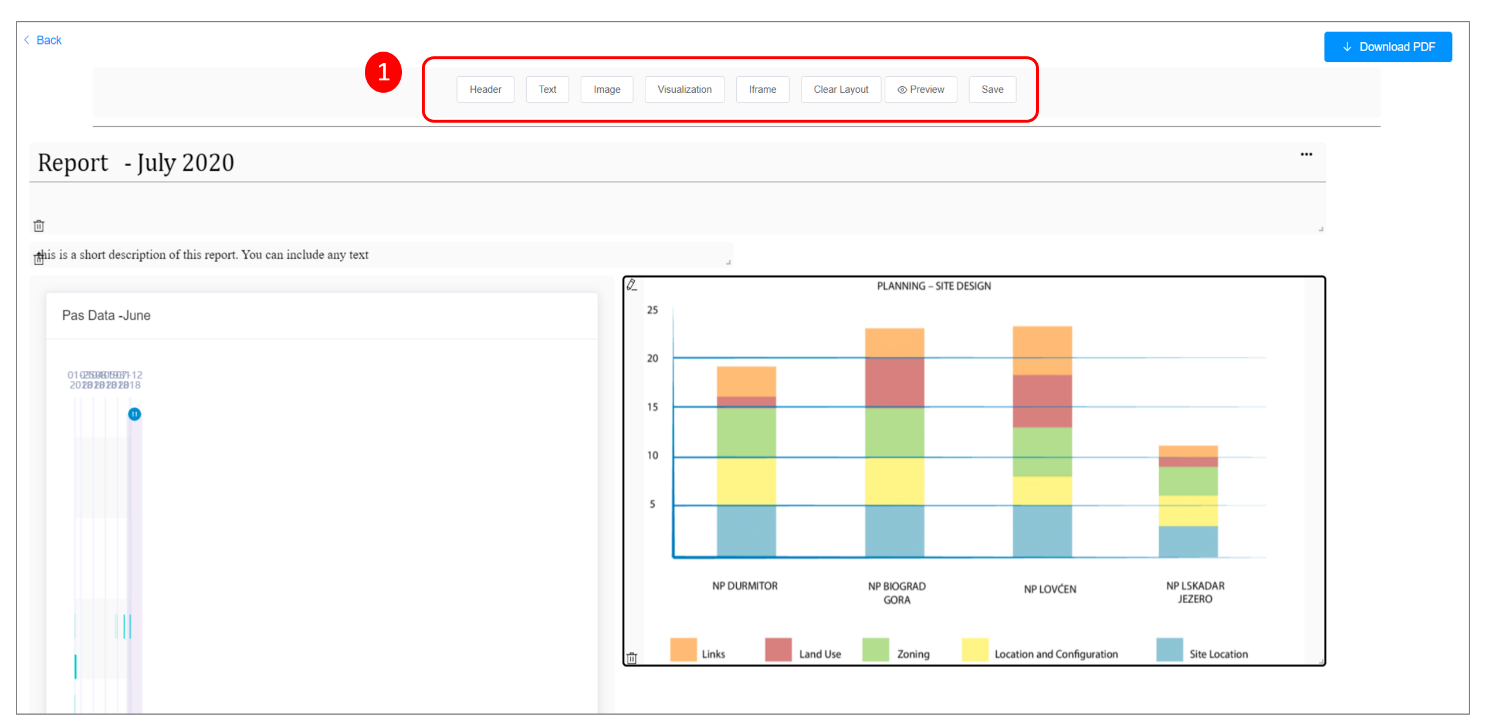 Back
Download PDF
1
Header Text Image Visualization Iframe Clear Layout Preview Save
Report - July 2020
this is a short description of this report. You can include any text
Pas Data -June
PLANNING – SITE DESIGN
25
20
15
10
5
NP DURMITOR
NP BIOGRAD
GORA
NP LOVĆEN
NP LSKADAR
JEZERO
Links Land Use Zoning Location and Configuration Site Location